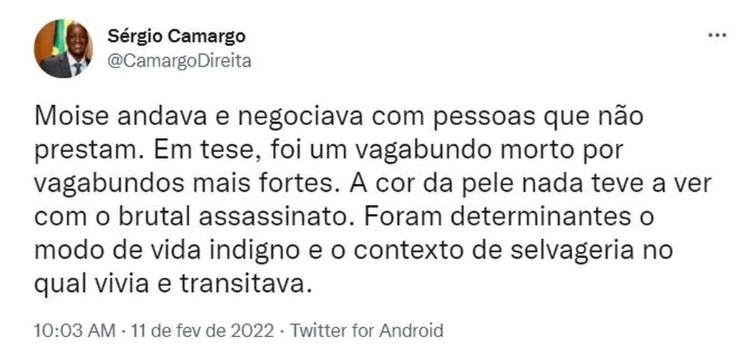 Sérgio Camargo
@CamargoDireita
Moise andava e negociava com pessoas que não
prestam. Em tese, foi um vagabundo morto por
vagabundos mais fortes. A cor da pele nada teve a ver
com o brutal assassinato. Foram determinantes o
modo de vida indigno e o contexto de selvageria no
qual vivia e transitava.
10:03 AM · 11 de fev de 2022 · Twitter for Android